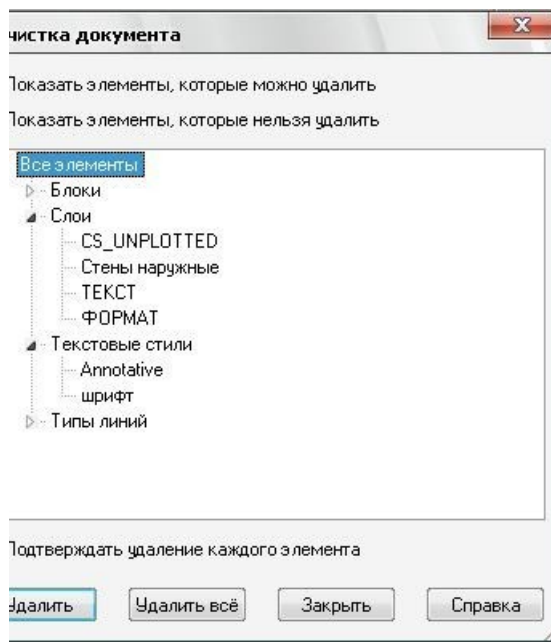 чистка документа
Показать элементы, которые можно удалить
Показать элементы, которые нельзя удалить
Все элементы
Блоки
Слои
CS_UNPLOTTED
Стены наружные
ТЕКСТ
ФОРМАТ
Текстовые стили
Annotative
шрифт
Типы линий
Подтверждать удаление каждого элемента
Удалить
Удалить всё
Закрыть
Справка